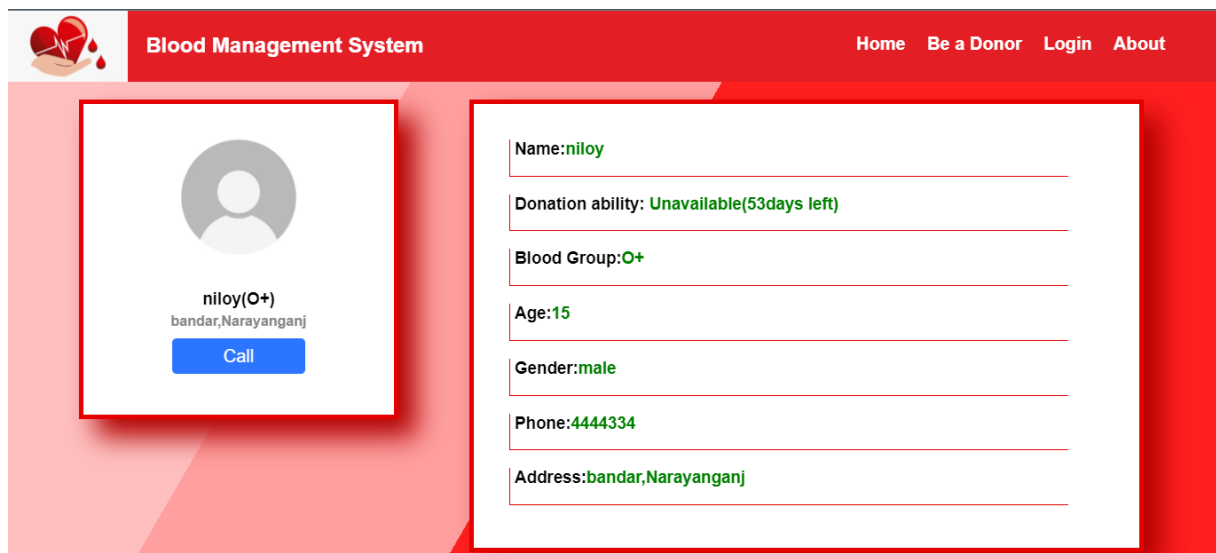 Blood Management System
Home Be a Donor Login About
niloy(O+)
bandar,Narayanganj
Call
Name:niloy
Donation ability: Unavailable(53days left)
Blood Group:O+
Age:15
Gender:male
Phone:4444334
Address:bandar,Narayanganj